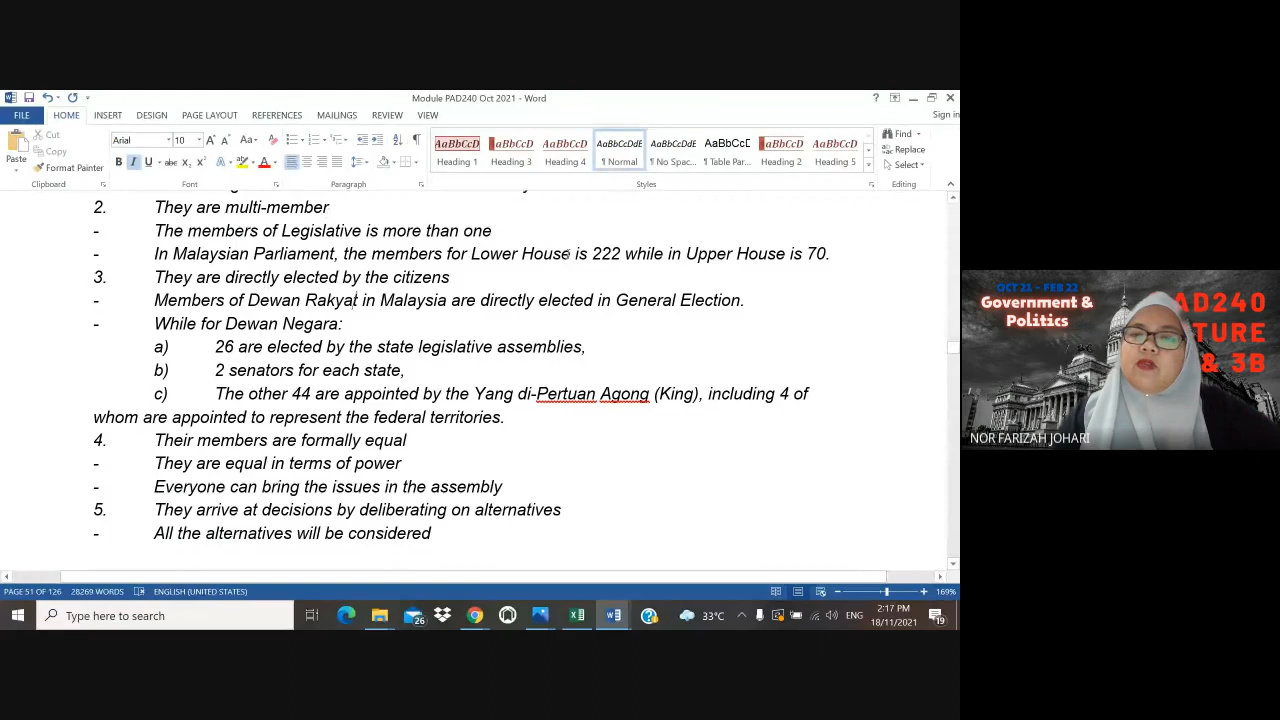 Module PAD240 Oct 2021 - Word
FILE HOME INSERT DESIGN PAGE LAYOUT REFERENCES MAILINGS REVIEW VIEW Sign in
Cut
Copy
Format Painter
Paste
Clipboard
Arial 10
Font
Paragraph
AaBbCcD AaBbCcD AaBbCcD AaBbCcDdE AaBbCcDdE AaBbCc AaBbCcD AaBbCcD
Heading 1 Heading 3 Heading 4 ¶ Normal ¶ No Spac... ¶ Table Par... Heading 2 Heading 5
Styles
Find
Replace
Select
Editing
2. They are multi-member
- The members of Legislative is more than one
- In Malaysian Parliament, the members for Lower House is 222 while in Upper House is 70.
3. They are directly elected by the citizens
- Members of Dewan Rakyat in Malaysia are directly elected in General Election.
- While for Dewan Negara:
a) 26 are elected by the state legislative assemblies,
b) 2 senators for each state,
c) The other 44 are appointed by the Yang di-Pertuan Agong (King), including 4 of
whom are appointed to represent the federal territories.
4. Their members are formally equal
- They are equal in terms of power
- Everyone can bring the issues in the assembly
5. They arrive at decisions by deliberating on alternatives
- All the alternatives will be considered
PAGE 51 OF 126 28269 WORDS ENGLISH (UNITED STATES) 169%
Type here to search 26 33°C ENG 2:17 PM 18/11/2021 19
OCT 21 - FEB 22
Government &
Politics
AD240
TURE
& 3B
NOR FARIZAH JOHARI